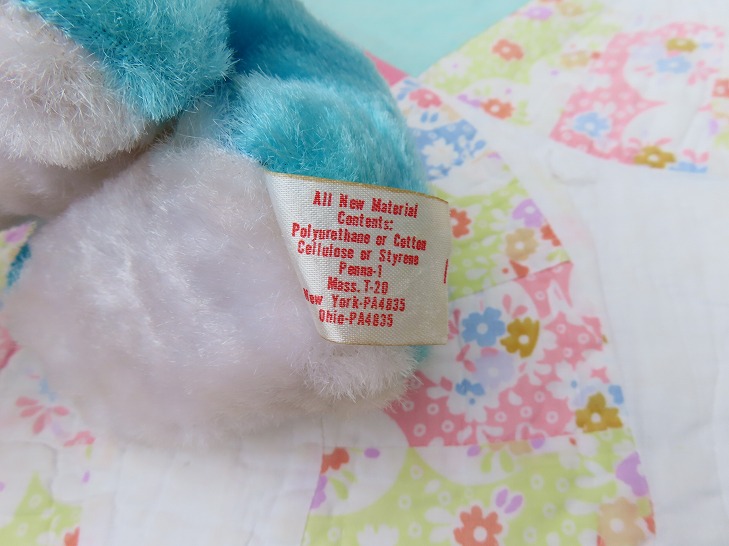 All New Material
Contents:
Polyurethane or Cotton
Cellulose or Styrene
Penna-1
Mass. T-20
New York-PA4835
Ohio-PA4835